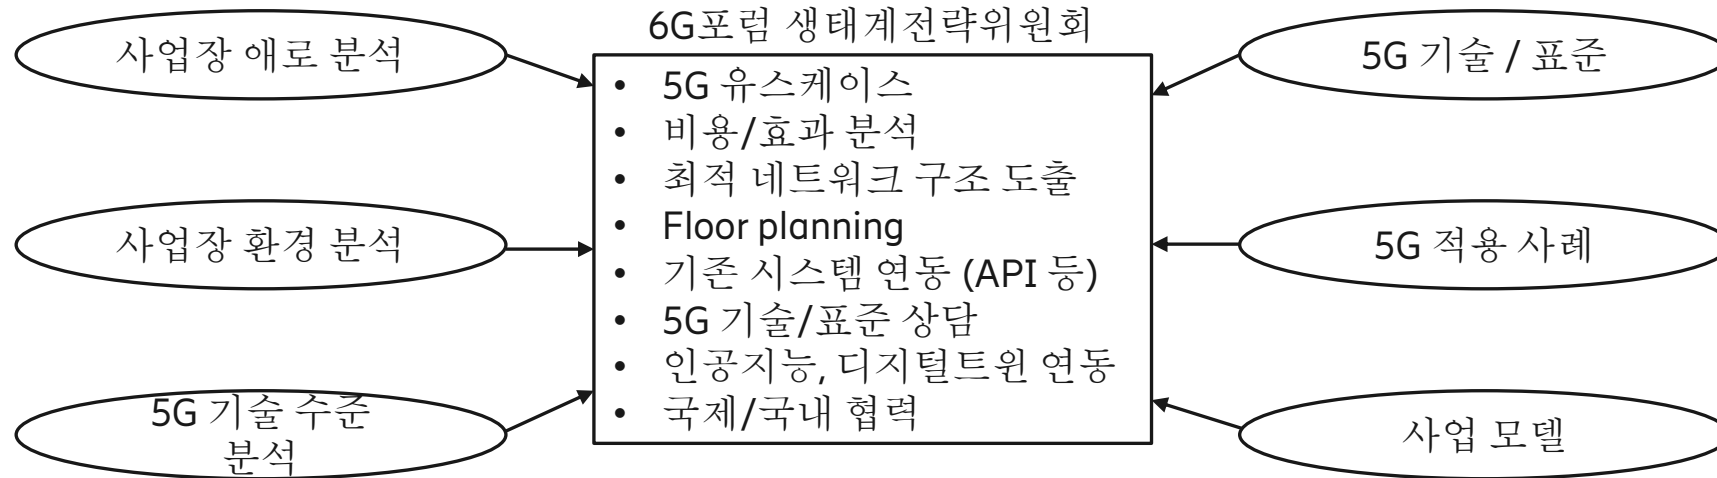 6G포럼 생태계전략위원회
사업장 애로 분석
사업장 환경 분석
5G 기술 수준
분석
• 5G 유스케이스
• 비용/효과 분석
• 최적 네트워크 구조 도출
• Floor planning
• 기존 시스템 연동 (API 등)
• 5G 기술/표준 상담
• 인공지능, 디지털트윈 연동
• 국제/국내 협력
5G 기술 / 표준
5G 적용 사례
사업 모델